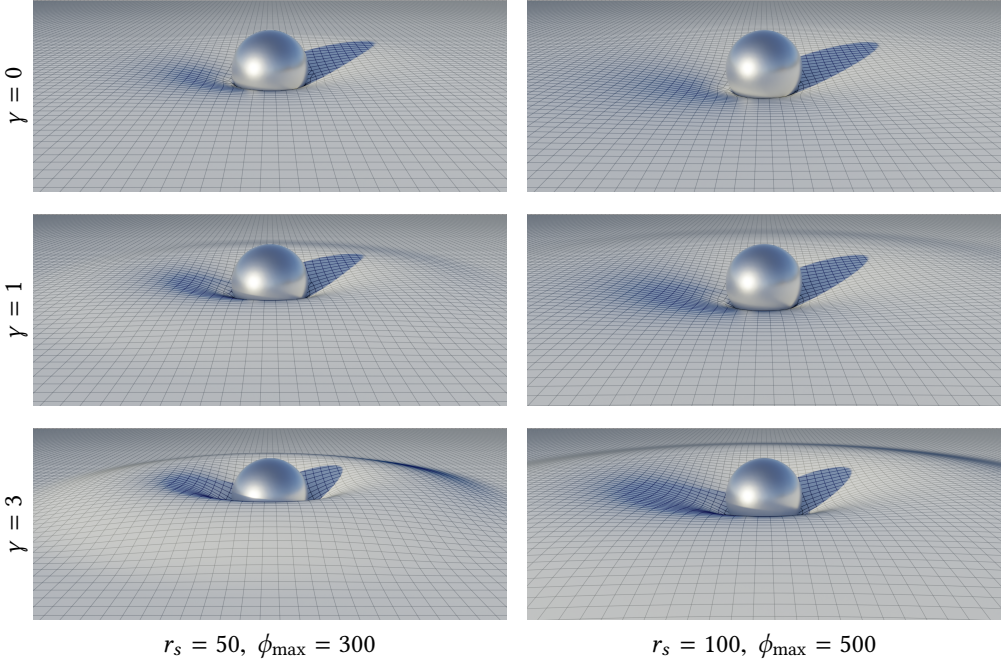 γ = 0
γ = 1
γ = 3
r_s = 50, ϕ_max = 300
r_s = 100, ϕ_max = 500